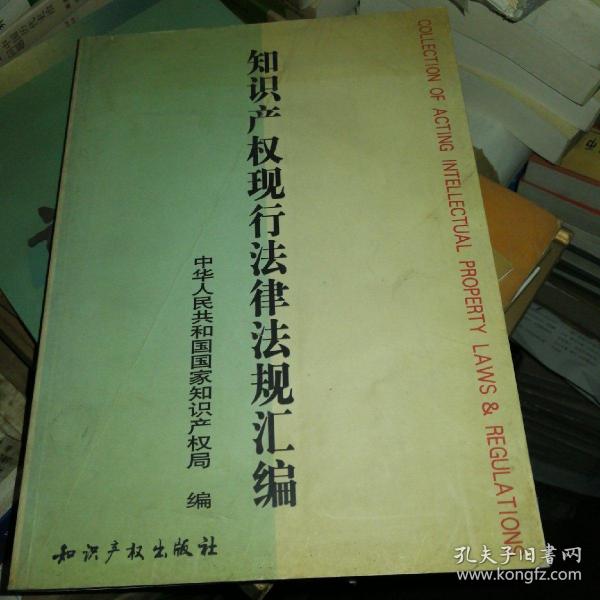 知识产权现行法律法规汇编
中华人民共和国国家知识产权局 编
知识产权出版社
COLLECTION OF ACTING INTELLECTUAL PROPERTY LAWS & REGULATIONS
孔夫子旧书网
www.kongfz.com